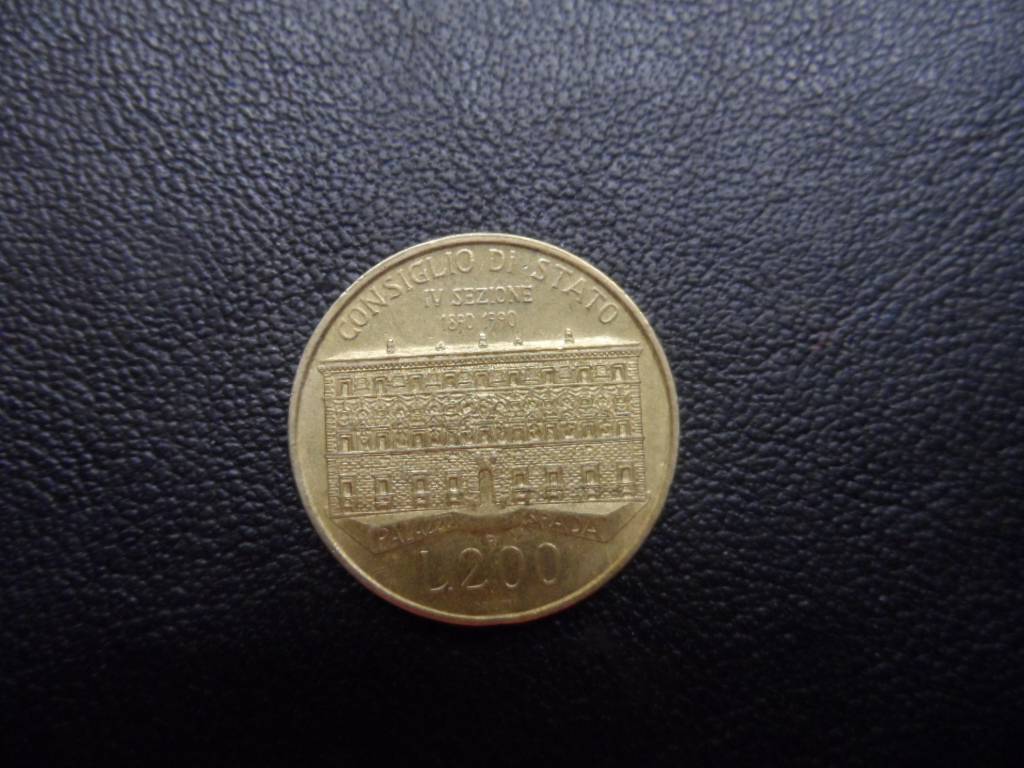 CONSIGLIO DI STATO
IV SEZIONE
1890 1990
PALAZZO SPADA
R
L.200